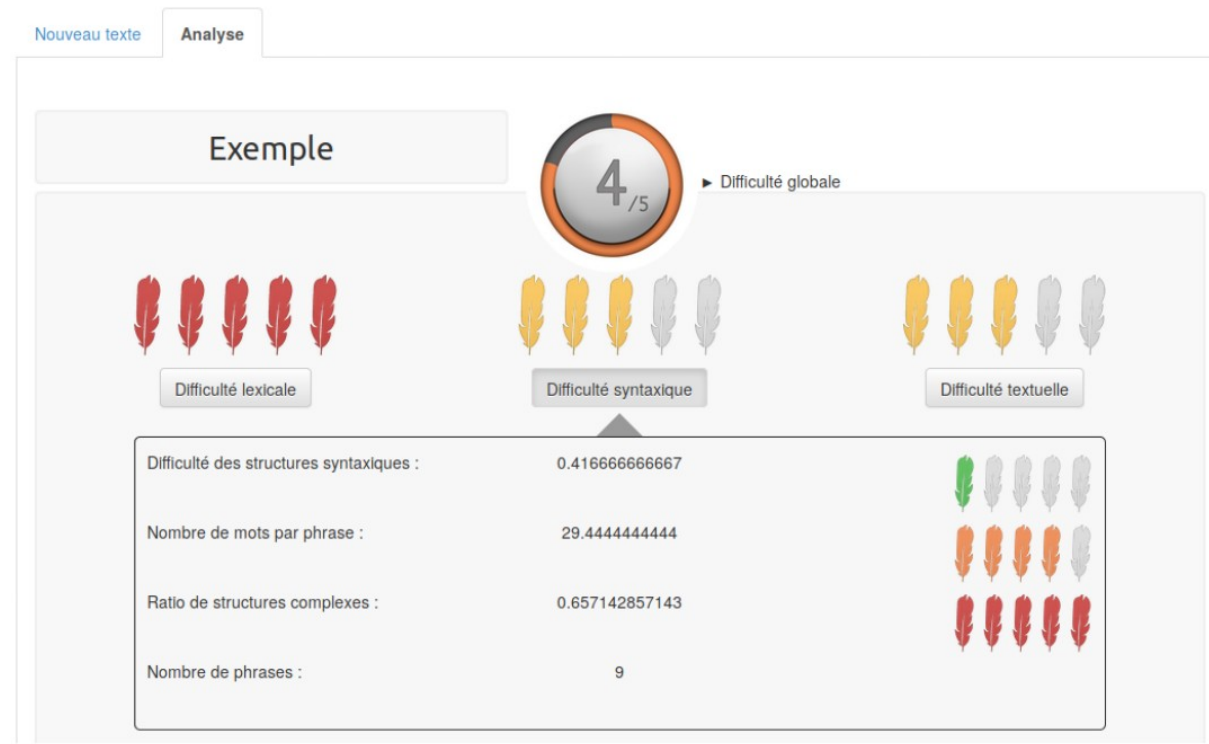 Nouveau texte
Analyse
Exemple
4/5
► Difficulté globale
Difficulté lexicale
Difficulté syntaxique
Difficulté textuelle
Difficulté des structures syntaxiques : 0.416666666667
Nombre de mots par phrase : 29.4444444444
Ratio de structures complexes : 0.657142857143
Nombre de phrases : 9